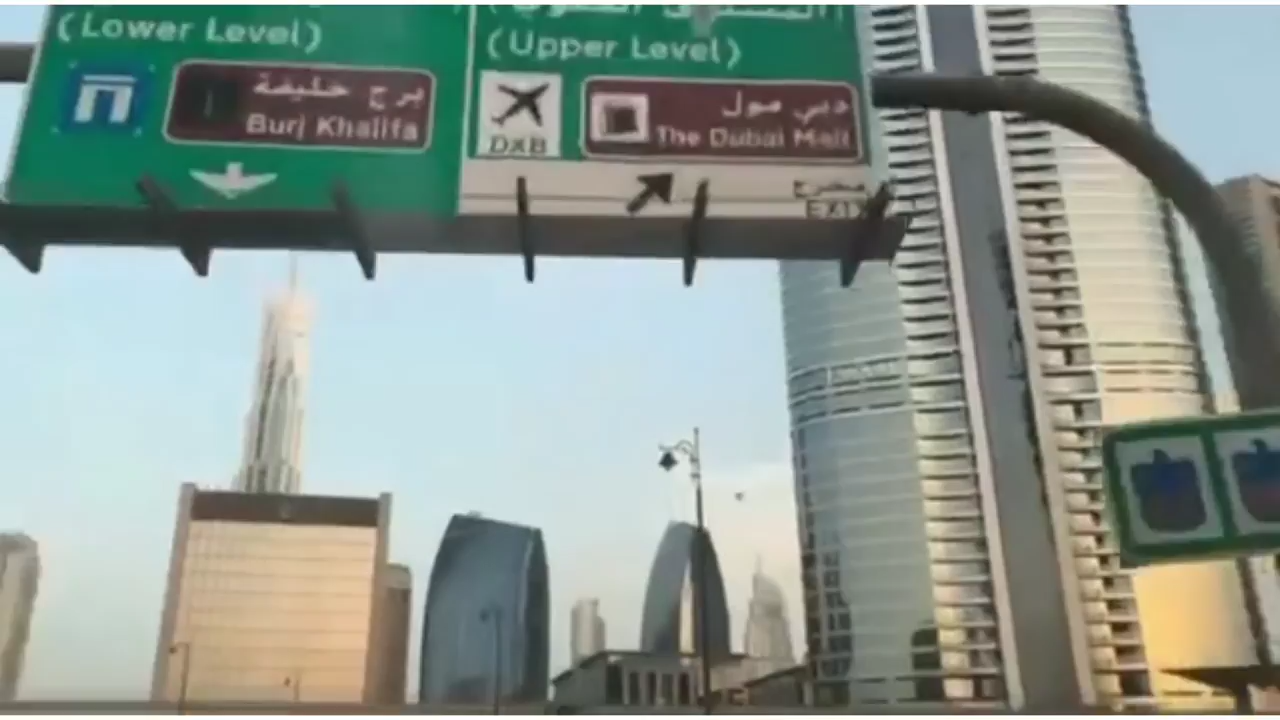 (Lower Level)
برج خليفة
Burj Khalifa
(Upper Level)
DXB
دبي مول
The Dubai Mall
مخرج
EXIT